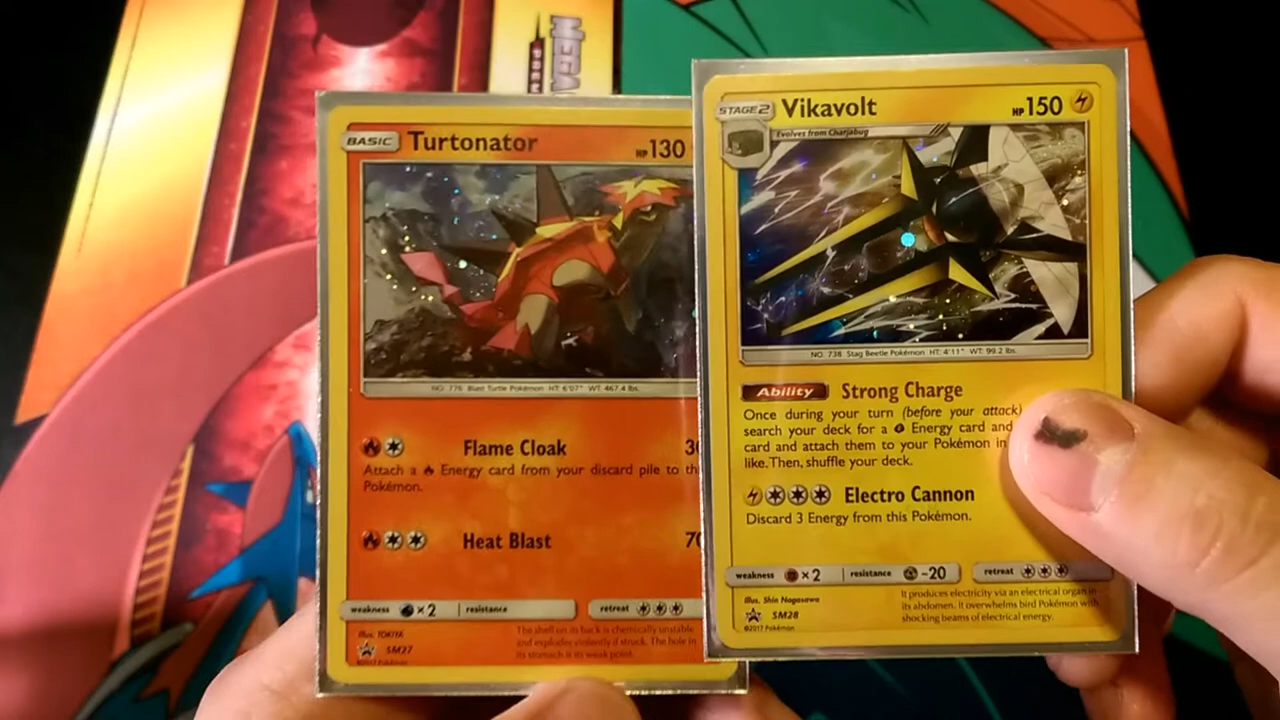 MEGA
BASIC Turtonator HP 130
NO. 776 Blast Turtle Pokémon HT: 6'07" WT: 467.4 lbs.
Flame Cloak
Attach a Energy card from your discard pile to
Pokémon.
Heat Blast
weakness ×2 resistance retreat
Illus. TOKIYA
SM27
©2017 Pokémon
The shell on its back is chemically unstable
and explodes violently if struck. The hole in
its stomach is its weak point.
STAGE 2 Vikavolt HP 150
Evolves from Charjabug
NO. 738 Stag Beetle Pokémon HT: 4'11" WT: 99.2 lbs.
Ability Strong Charge
Once during your turn (before your attack)
search your deck for a Energy card and
card and attach them to your Pokémon in
like. Then, shuffle your deck.
Electro Cannon
Discard 3 Energy from this Pokémon.
weakness ×2 resistance -20 retreat
Illus. Shin Nagasawa
SM28
©2017 Pokémon
It produces electricity via an electrical organ in
its abdomen. It overwhelms bird Pokémon with
shocking beams of electrical energy.